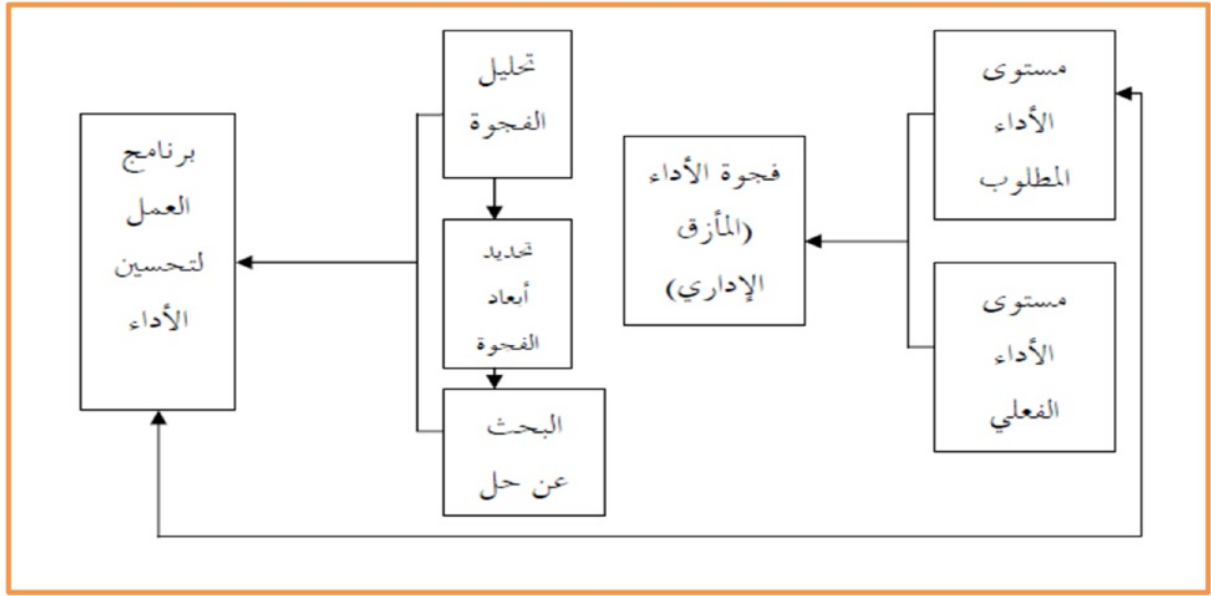 مستوى
الأداء
المطلوب
مستوى
الأداء
الفعلي
فجوة الأداء
(المأزق
الإداري)
تحليل
الفجوة
تحديد
أبعاد
الفجوة
البحث
عن حل
برنامج
العمل
لتحسين
الأداء